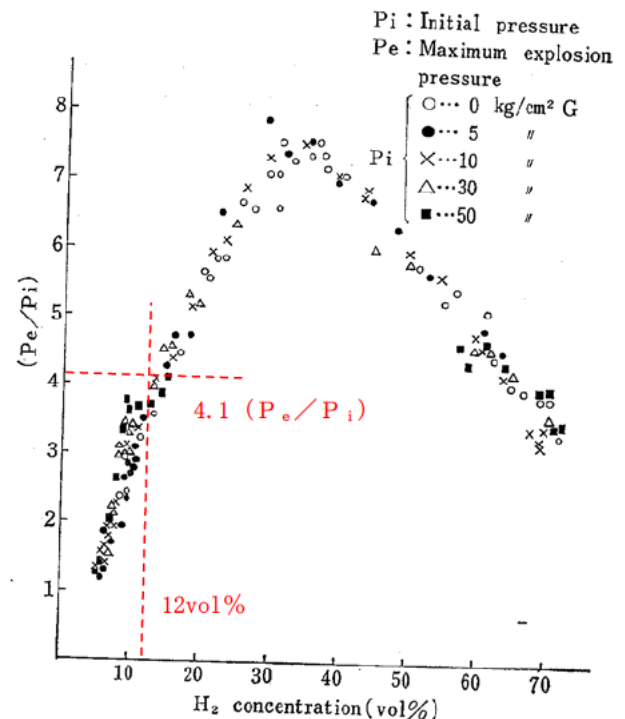 Pi : Initial pressure
Pe : Maximum explosion
pressure
Pi
○… 0 kg/cm² G
●… 5 〃
×…10 〃
△…30 〃
■…50 〃
(Pe/Pi)
8
7
6
5
4
3
2
1
4.1 (Pe/Pi)
12vol%
10 20 30 40 50 60 70
H₂ concentration(vol%)